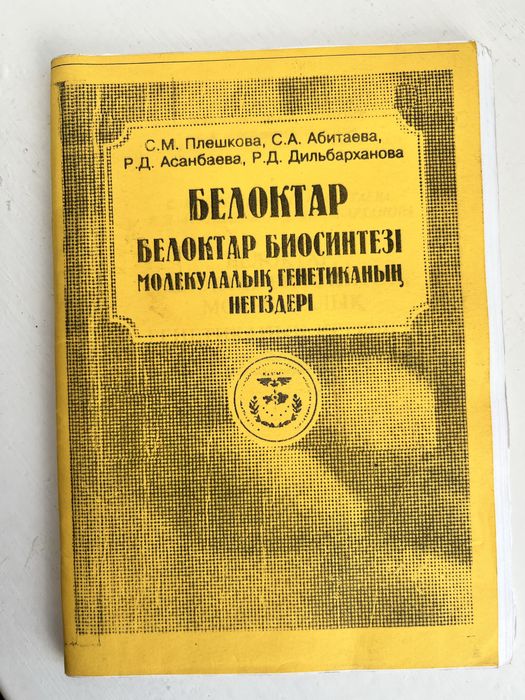 С.М. Плешкова, С.А. Абитаева,
Р.Д. Асанбаева, Р.Д. Дильбарханова
БЕЛОКТАР
БЕЛОКТАР БИОСИНТЕЗІ
МОЛЕКУЛАЛЫҚ ГЕНЕТИКАНЫҢ
НЕГІЗДЕРІ